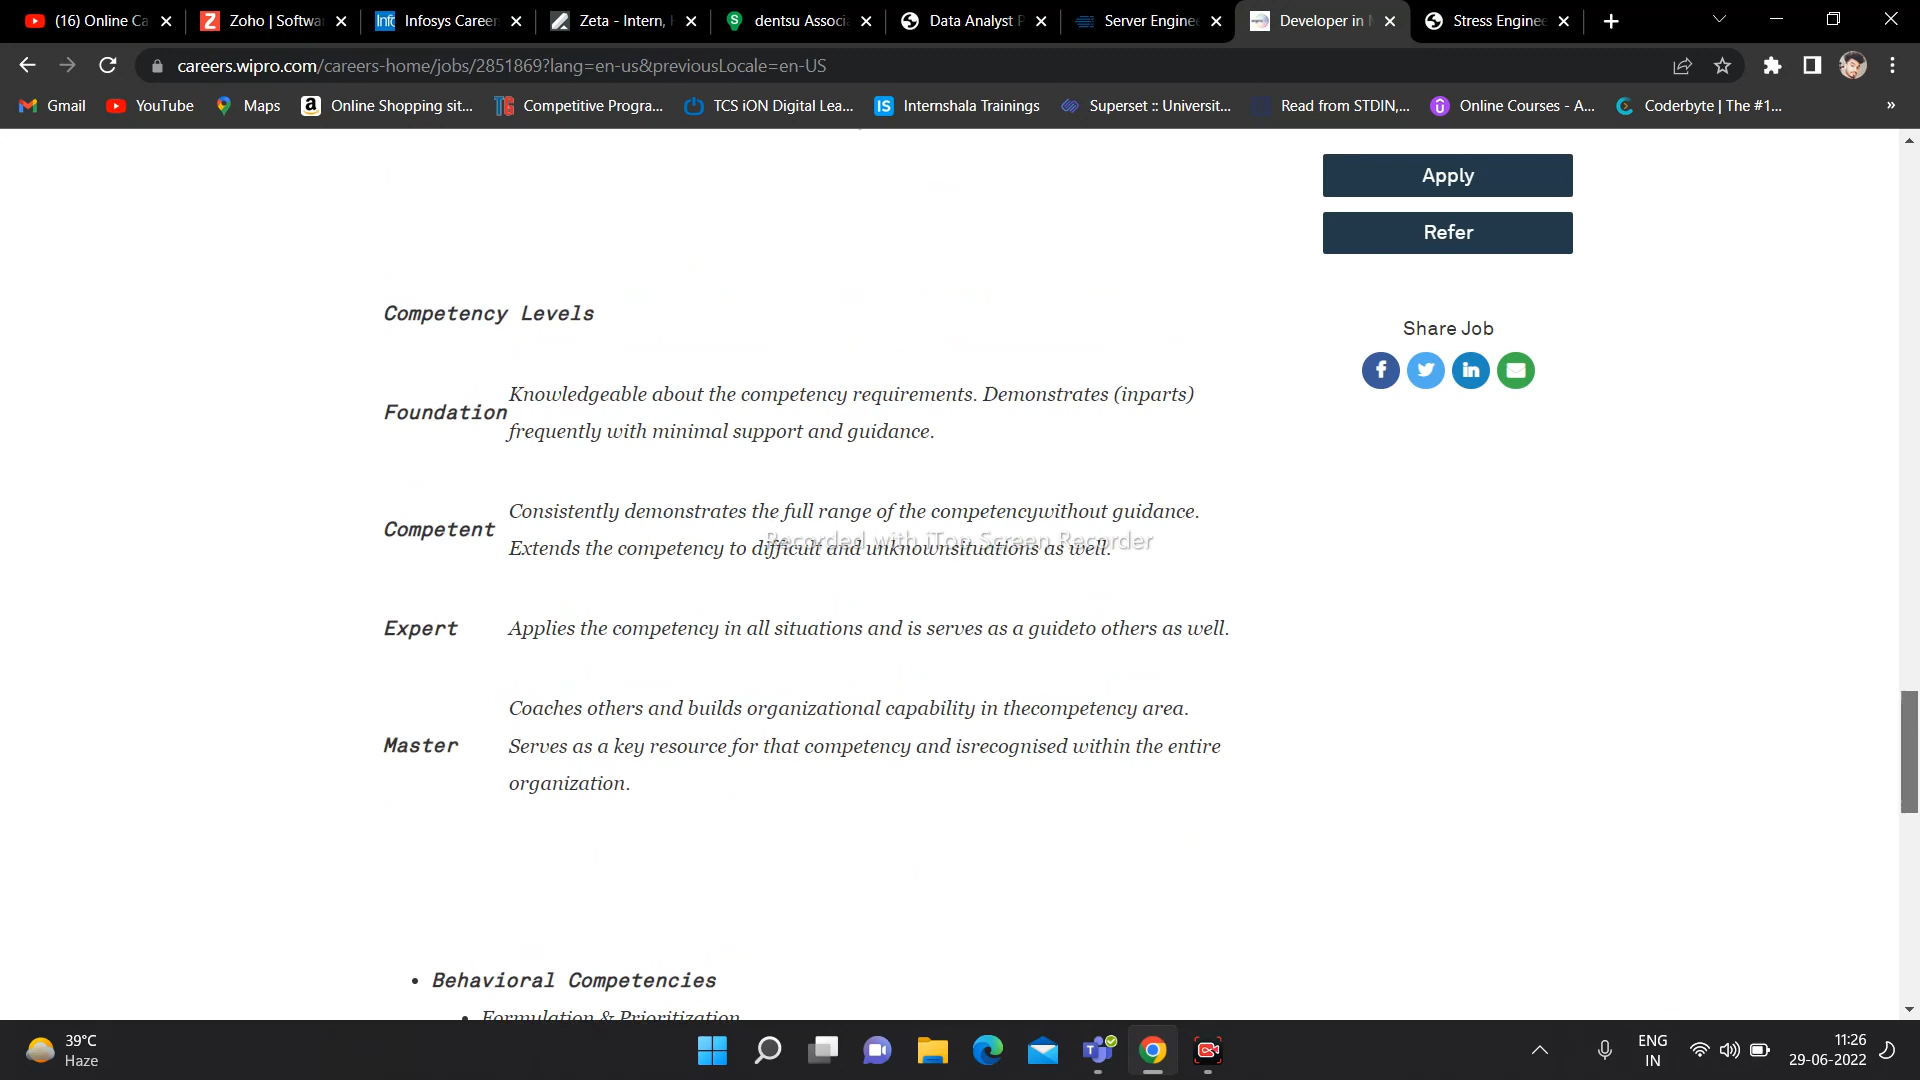 (16) Online Ca
Zoho | Softwa
Infosys Career
Zeta - Intern,
dentsu Associ
Data Analyst
Server Engine
Developer in
Stress Enginee
careers.wipro.com/careers-home/jobs/2851869?lang=en-us&previousLocale=en-US
Gmail
YouTube
Maps
Online Shopping sit...
Competitive Progra...
TCS iON Digital Lea...
Internshala Trainings
Superset :: Universit...
Read from STDIN,...
Online Courses - A...
Coderbyte | The #1...
»
Apply
Refer
Share Job
Competency Levels
Foundation
Knowledgeable about the competency requirements. Demonstrates (inparts)
frequently with minimal support and guidance.
Competent
Consistently demonstrates the full range of the competencywithout guidance.
Extends the competency to difficult and unknownsituations as well.
Recorded with iTop Screen Recorder
Expert
Applies the competency in all situations and is serves as a guideto others as well.
Master
Coaches others and builds organizational capability in thecompetency area.
Serves as a key resource for that competency and isrecognised within the entire
organization.
• Behavioral Competencies
• Formulation & Prioritization
39°C
Haze
ENG
IN
11:26
29-06-2022